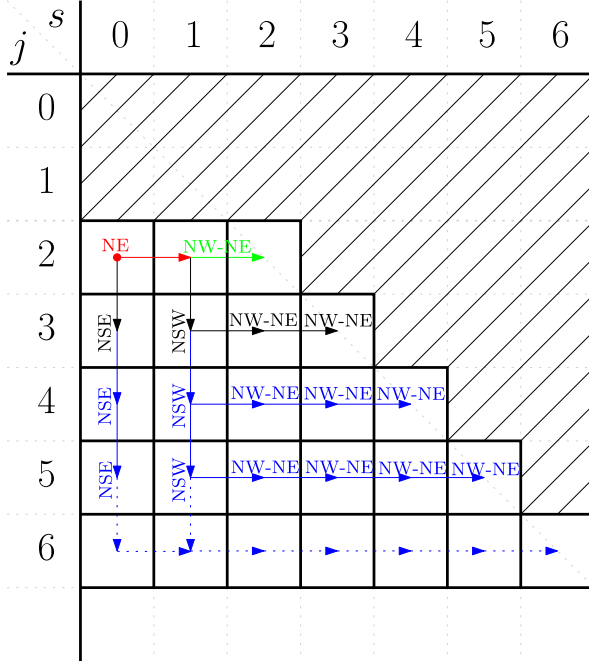 s
j
0 1 2 3 4 5 6
0
1
2 NE NW-NE
3 NSE NSW NW-NE NW-NE
4 NSE NSW NW-NE NW-NE NW-NE
5 NSE NSW NW-NE NW-NE NW-NE NW-NE
6